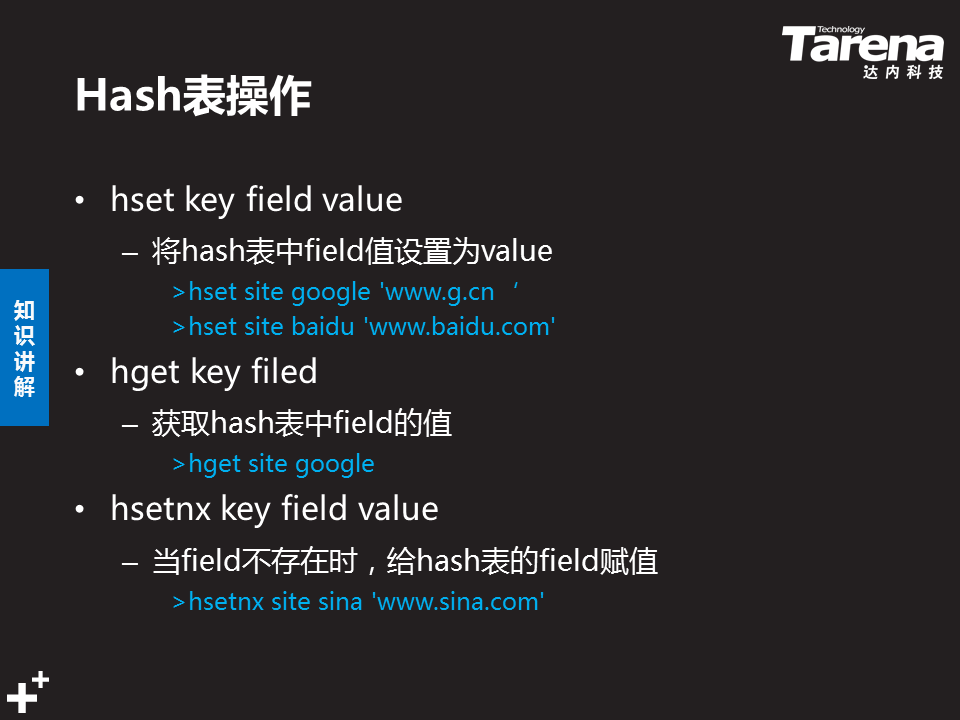 Technology
Tarena
达内科技
Hash表操作
• hset key field value
– 将hash表中field值设置为value
>hset site google 'www.g.cn‘
>hset site baidu 'www.baidu.com'
知识讲解
• hget key filed
– 获取hash表中field的值
>hget site google
• hsetnx key field value
– 当field不存在时，给hash表的field赋值
>hsetnx site sina 'www.sina.com'